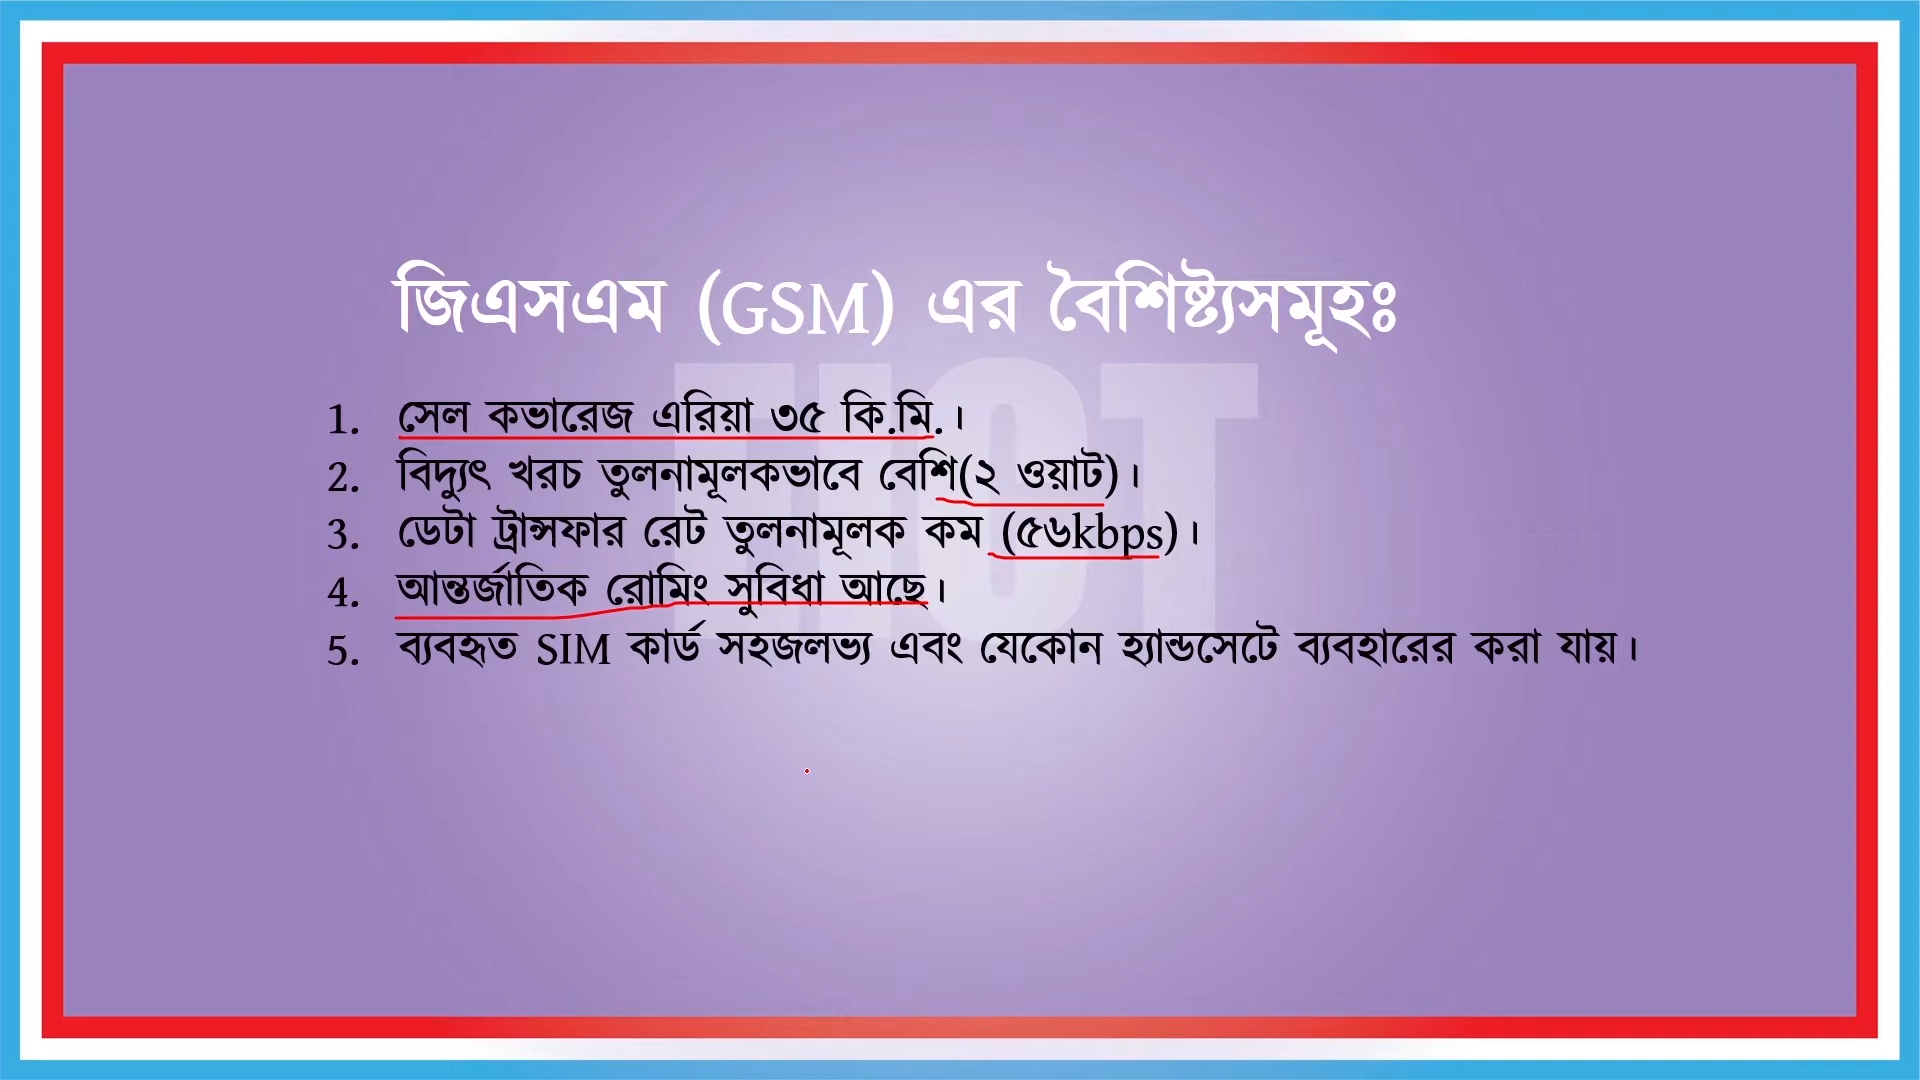 জিএসএম (GSM) এর বৈশিষ্ট্যসমূহঃ
1. সেল কভারেজ এরিয়া ৩৫ কি.মি.।
2. বিদ্যুৎ খরচ তুলনামূলকভাবে বেশি(২ ওয়াট)।
3. ডেটা ট্রান্সফার রেট তুলনামূলক কম (৫৬kbps)।
4. আন্তর্জাতিক রোমিং সুবিধা আছে।
5. ব্যবহৃত SIM কার্ড সহজলভ্য এবং যেকোন হ্যান্ডসেটে ব্যবহারের করা যায়।